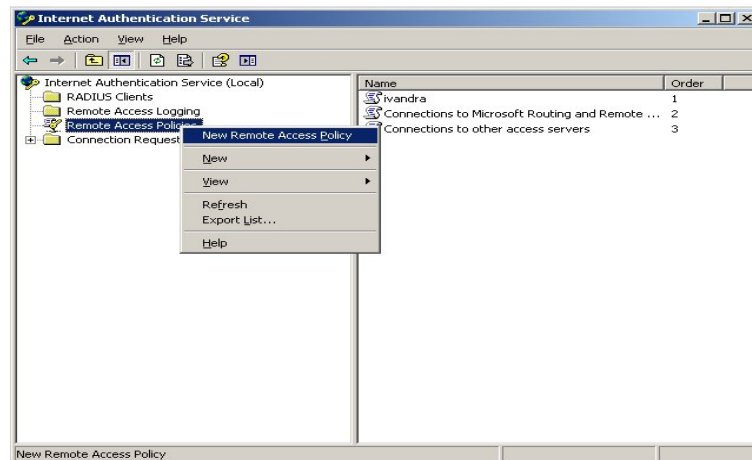 Internet Authentication Service
File Action View Help
Internet Authentication Service (Local)
RADIUS Clients
Remote Access Logging
Remote Access Policies
Connection Request
New Remote Access Policy
New
View
Refresh
Export List...
Help
Name Order
ivandra 1
Connections to Microsoft Routing and Remote ... 2
Connections to other access servers 3
New Remote Access Policy